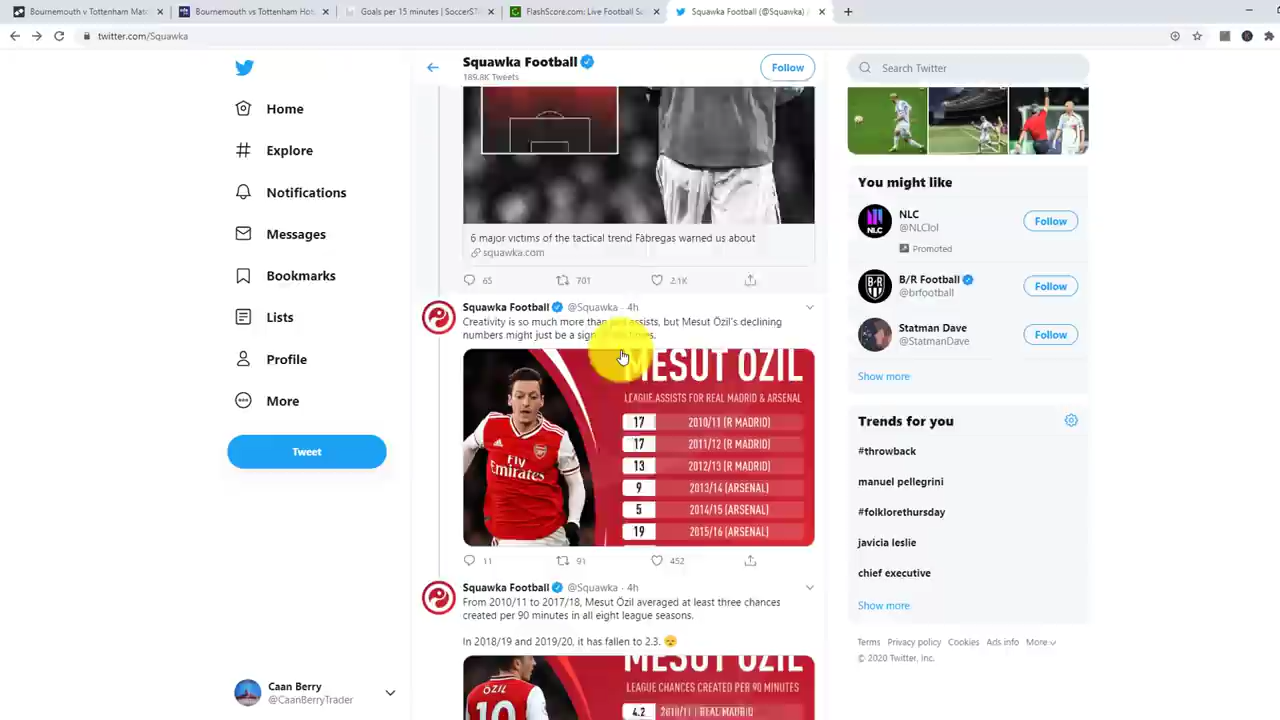 Bournemouth v Tottenham Matc
Bournemouth vs Tottenham Hot
Goals per 15 minutes | SoccerST
FlashScore.com: Live Football S
Squawka Football (@Squawka) /
twitter.com/Squawka
Squawka Football
189.8K Tweets
Follow
Search Twitter
Home
Explore
Notifications
Messages
Bookmarks
Lists
Profile
More
Tweet
Caan Berry
@CaanBerryTrader
6 major victims of the tactical trend Fàbregas warned us about
squawka.com
65
701
2.1K
Squawka Football @Squawka · 4h
Creativity is so much more than assists, but Mesut Özil's declining
numbers might just be a sign
MESUT ÖZIL
LEAGUE ASSISTS FOR REAL MADRID & ARSENAL
17 2010/11 (R MADRID)
17 2011/12 (R MADRID)
13 2012/13 (R MADRID)
9 2013/14 (ARSENAL)
5 2014/15 (ARSENAL)
19 2015/16 (ARSENAL)
Fly
Emirates
11
91
452
Squawka Football @Squawka · 4h
From 2010/11 to 2017/18, Mesut Özil averaged at least three chances
created per 90 minutes in all eight league seasons.
In 2018/19 and 2019/20, it has fallen to 2.3. 😞
MESUT ÖZIL
LEAGUE CHANCES CREATED PER 90 MINUTES
4.2 2010/11 | REAL MADRID
ÖZIL
10
You might like
NLC
@NLClol
Promoted
Follow
B/R Football
@brfootball
Follow
Statman Dave
@StatmanDave
Follow
Show more
Trends for you
#throwback
manuel pellegrini
#folklorethursday
javicia leslie
chief executive
Show more
Terms Privacy policy Cookies Ads info More
© 2020 Twitter, Inc.